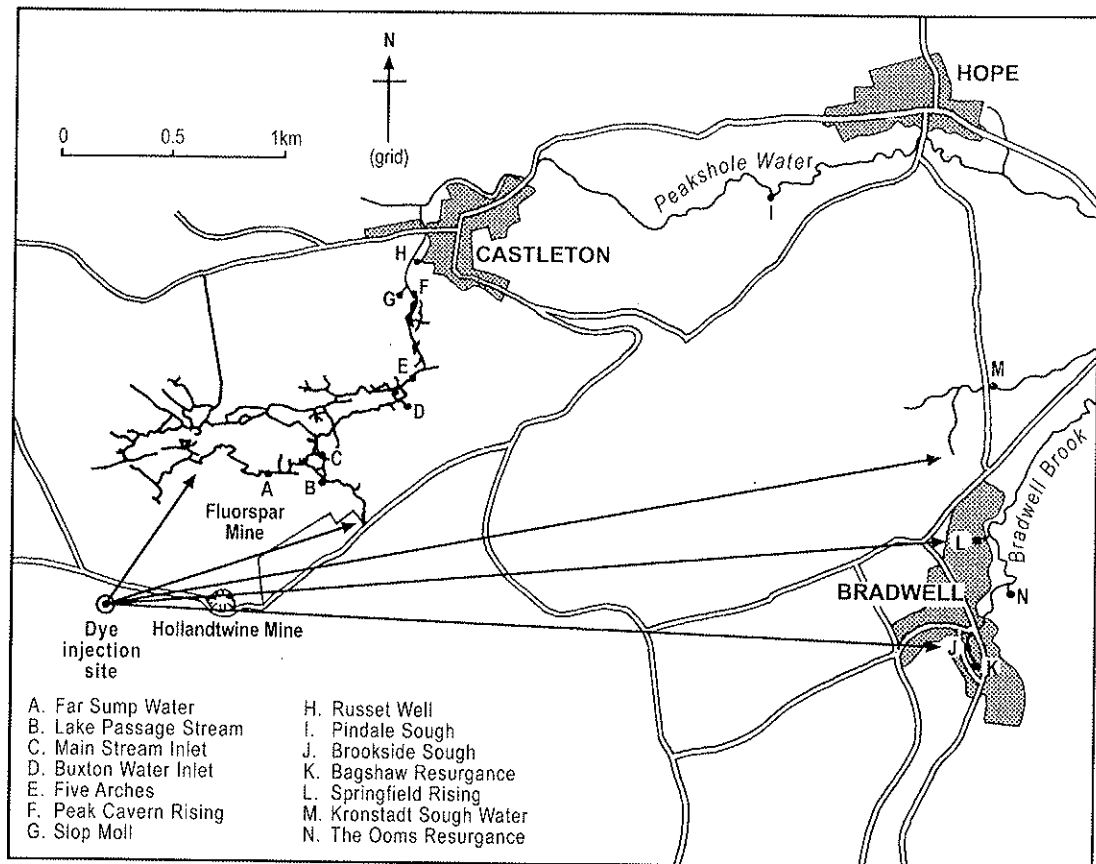 N
HOPE
0
0.5
1km
(grid)
Peakshole Water
I
H
CASTLETON
G
F
E
D
M
C
A
B
Fluorspar
Mine
Bradwell Brook
L
BRADWELL
N
Dye
injection
site
Hollandtwine Mine
J
K
A. Far Sump Water
B. Lake Passage Stream
C. Main Stream Inlet
D. Buxton Water Inlet
E. Five Arches
F. Peak Cavern Rising
G. Slop Moll
H. Russet Well
I. Pindale Sough
J. Brookside Sough
K. Bagshaw Resurgance
L. Springfield Rising
M. Kronstadt Sough Water
N. The Ooms Resurgance